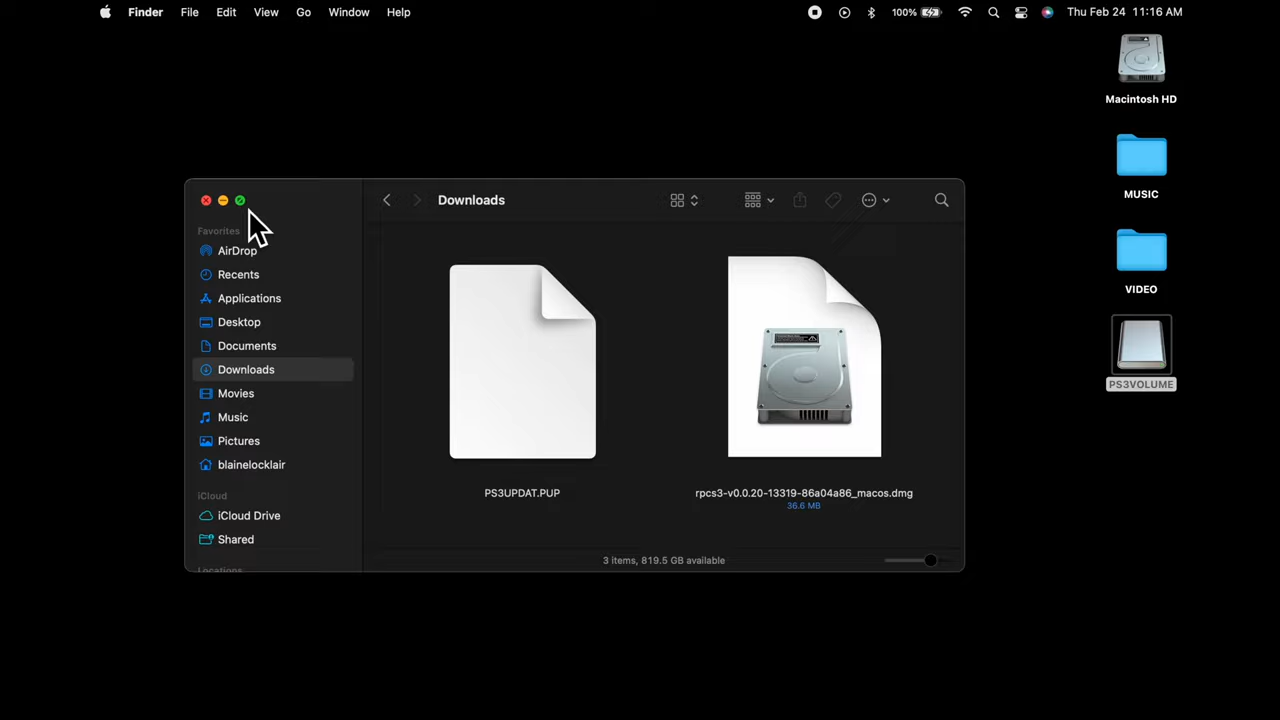 Finder File Edit View Go Window Help 100% Thu Feb 24 11:16 AM
Macintosh HD
MUSIC
VIDEO
PS3VOLUME
Downloads
Favorites
AirDrop
Recents
Applications
Desktop
Documents
Downloads
Movies
Music
Pictures
blainelocklair
iCloud
iCloud Drive
Shared
Locations
PS3UPDAT.PUP
rpcs3-v0.0.20-13319-86a04a86_macos.dmg
36.6 MB
3 items, 819.5 GB available